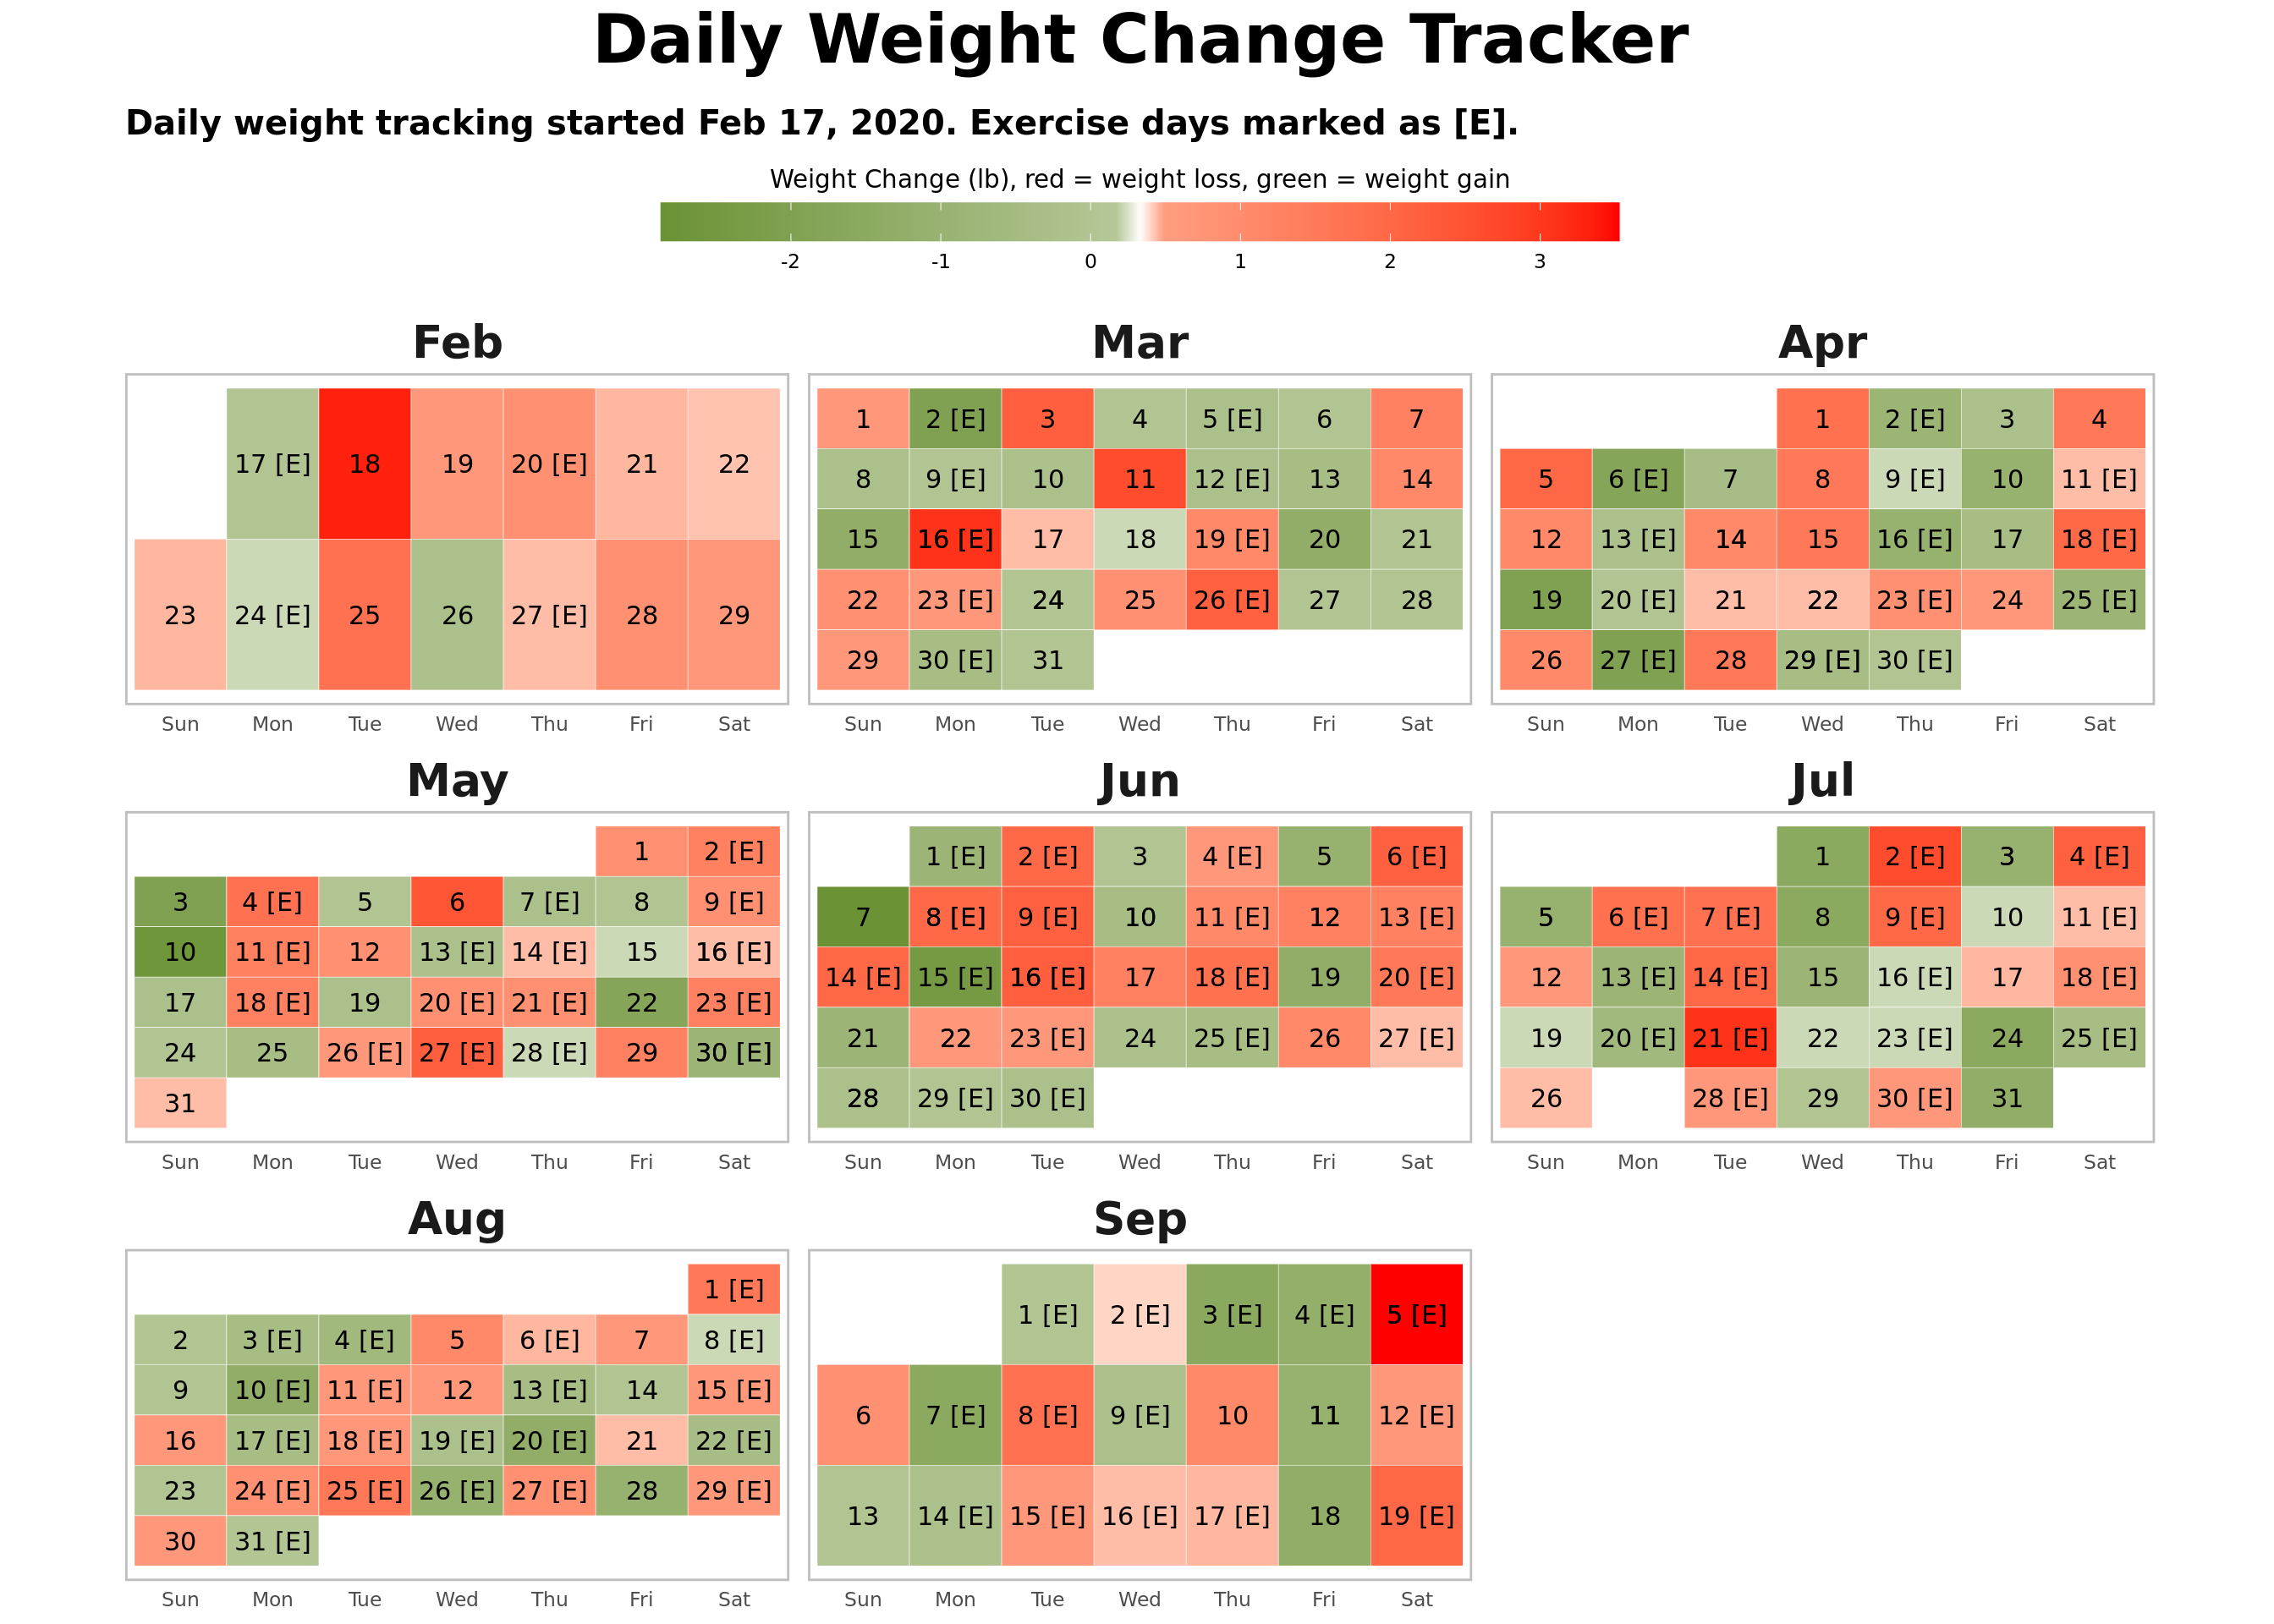 Daily Weight Change Tracker
Daily weight tracking started Feb 17, 2020. Exercise days marked as [E].
Weight Change (lb), red = weight loss, green = weight gain
-2 -1 0 1 2 3
Feb
17 [E] 18 19 20 [E] 21 22
23 24 [E] 25 26 27 [E] 28 29
Sun Mon Tue Wed Thu Fri Sat
Mar
1 2 [E] 3 4 5 [E] 6 7
8 9 [E] 10 11 12 [E] 13 14
15 16 [E] 17 18 19 [E] 20 21
22 23 [E] 24 25 26 [E] 27 28
29 30 [E] 31
Sun Mon Tue Wed Thu Fri Sat
Apr
1 2 [E] 3 4
5 6 [E] 7 8 9 [E] 10 11 [E]
12 13 [E] 14 15 16 [E] 17 18 [E]
19 20 [E] 21 22 23 [E] 24 25 [E]
26 27 [E] 28 29 [E] 30 [E]
Sun Mon Tue Wed Thu Fri Sat
May
1 2 [E]
3 4 [E] 5 6 7 [E] 8 9 [E]
10 11 [E] 12 13 [E] 14 [E] 15 16 [E]
17 18 [E] 19 20 [E] 21 [E] 22 23 [E]
24 25 26 [E] 27 [E] 28 [E] 29 30 [E]
31
Sun Mon Tue Wed Thu Fri Sat
Jun
1 [E] 2 [E] 3 4 [E] 5 6 [E]
7 8 [E] 9 [E] 10 11 [E] 12 13 [E]
14 [E] 15 [E] 16 [E] 17 18 [E] 19 20 [E]
21 22 23 [E] 24 25 [E] 26 27 [E]
28 29 [E] 30 [E]
Sun Mon Tue Wed Thu Fri Sat
Jul
1 2 [E] 3 4 [E]
5 6 [E] 7 [E] 8 9 [E] 10 11 [E]
12 13 [E] 14 [E] 15 16 [E] 17 18 [E]
19 20 [E] 21 [E] 22 23 [E] 24 25 [E]
26 28 [E] 29 30 [E] 31
Sun Mon Tue Wed Thu Fri Sat
Aug
1 [E]
2 3 [E] 4 [E] 5 6 [E] 7 8 [E]
9 10 [E] 11 [E] 12 13 [E] 14 15 [E]
16 17 [E] 18 [E] 19 [E] 20 [E] 21 22 [E]
23 24 [E] 25 [E] 26 [E] 27 [E] 28 29 [E]
30 31 [E]
Sun Mon Tue Wed Thu Fri Sat
Sep
1 [E] 2 [E] 3 [E] 4 [E] 5 [E]
6 7 [E] 8 [E] 9 [E] 10 11 12 [E]
13 14 [E] 15 [E] 16 [E] 17 [E] 18 19 [E]
Sun Mon Tue Wed Thu Fri Sat